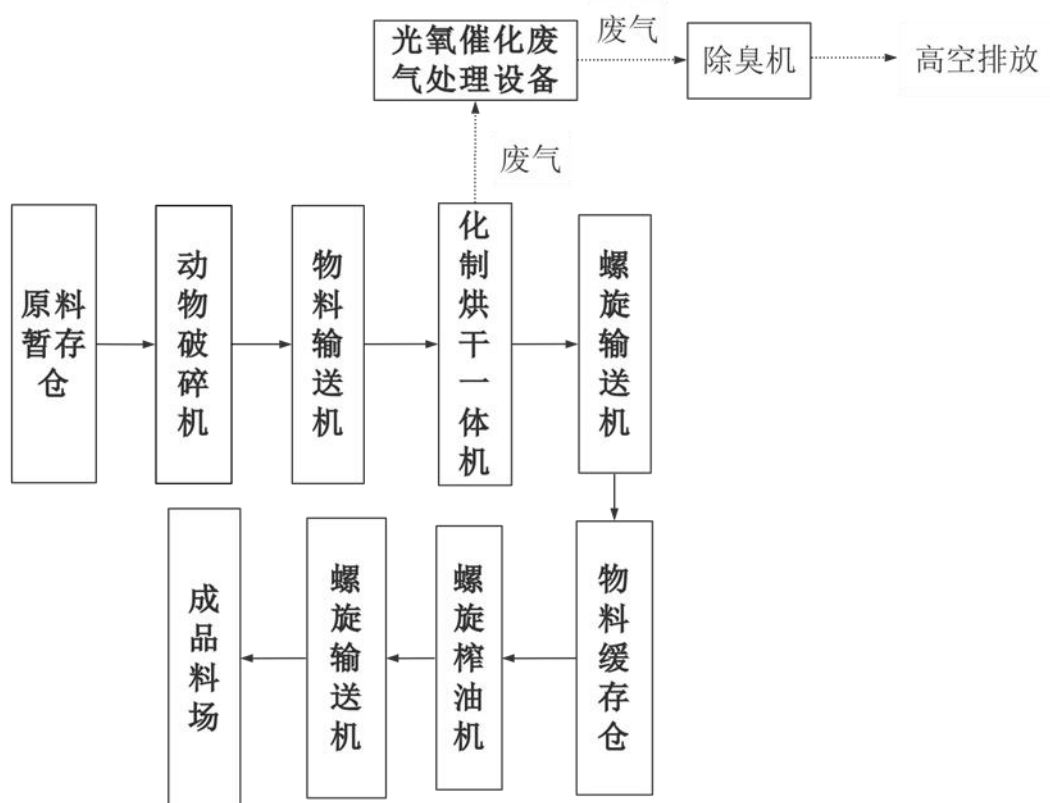 光氧催化废
气处理设备
废气
除臭机
高空排放
废气
原料
暂存
仓
动物破碎机
物料输送机
化制烘干一体机
螺旋输送机
成品料场
螺旋输送机
螺旋榨油机
物料缓存仓